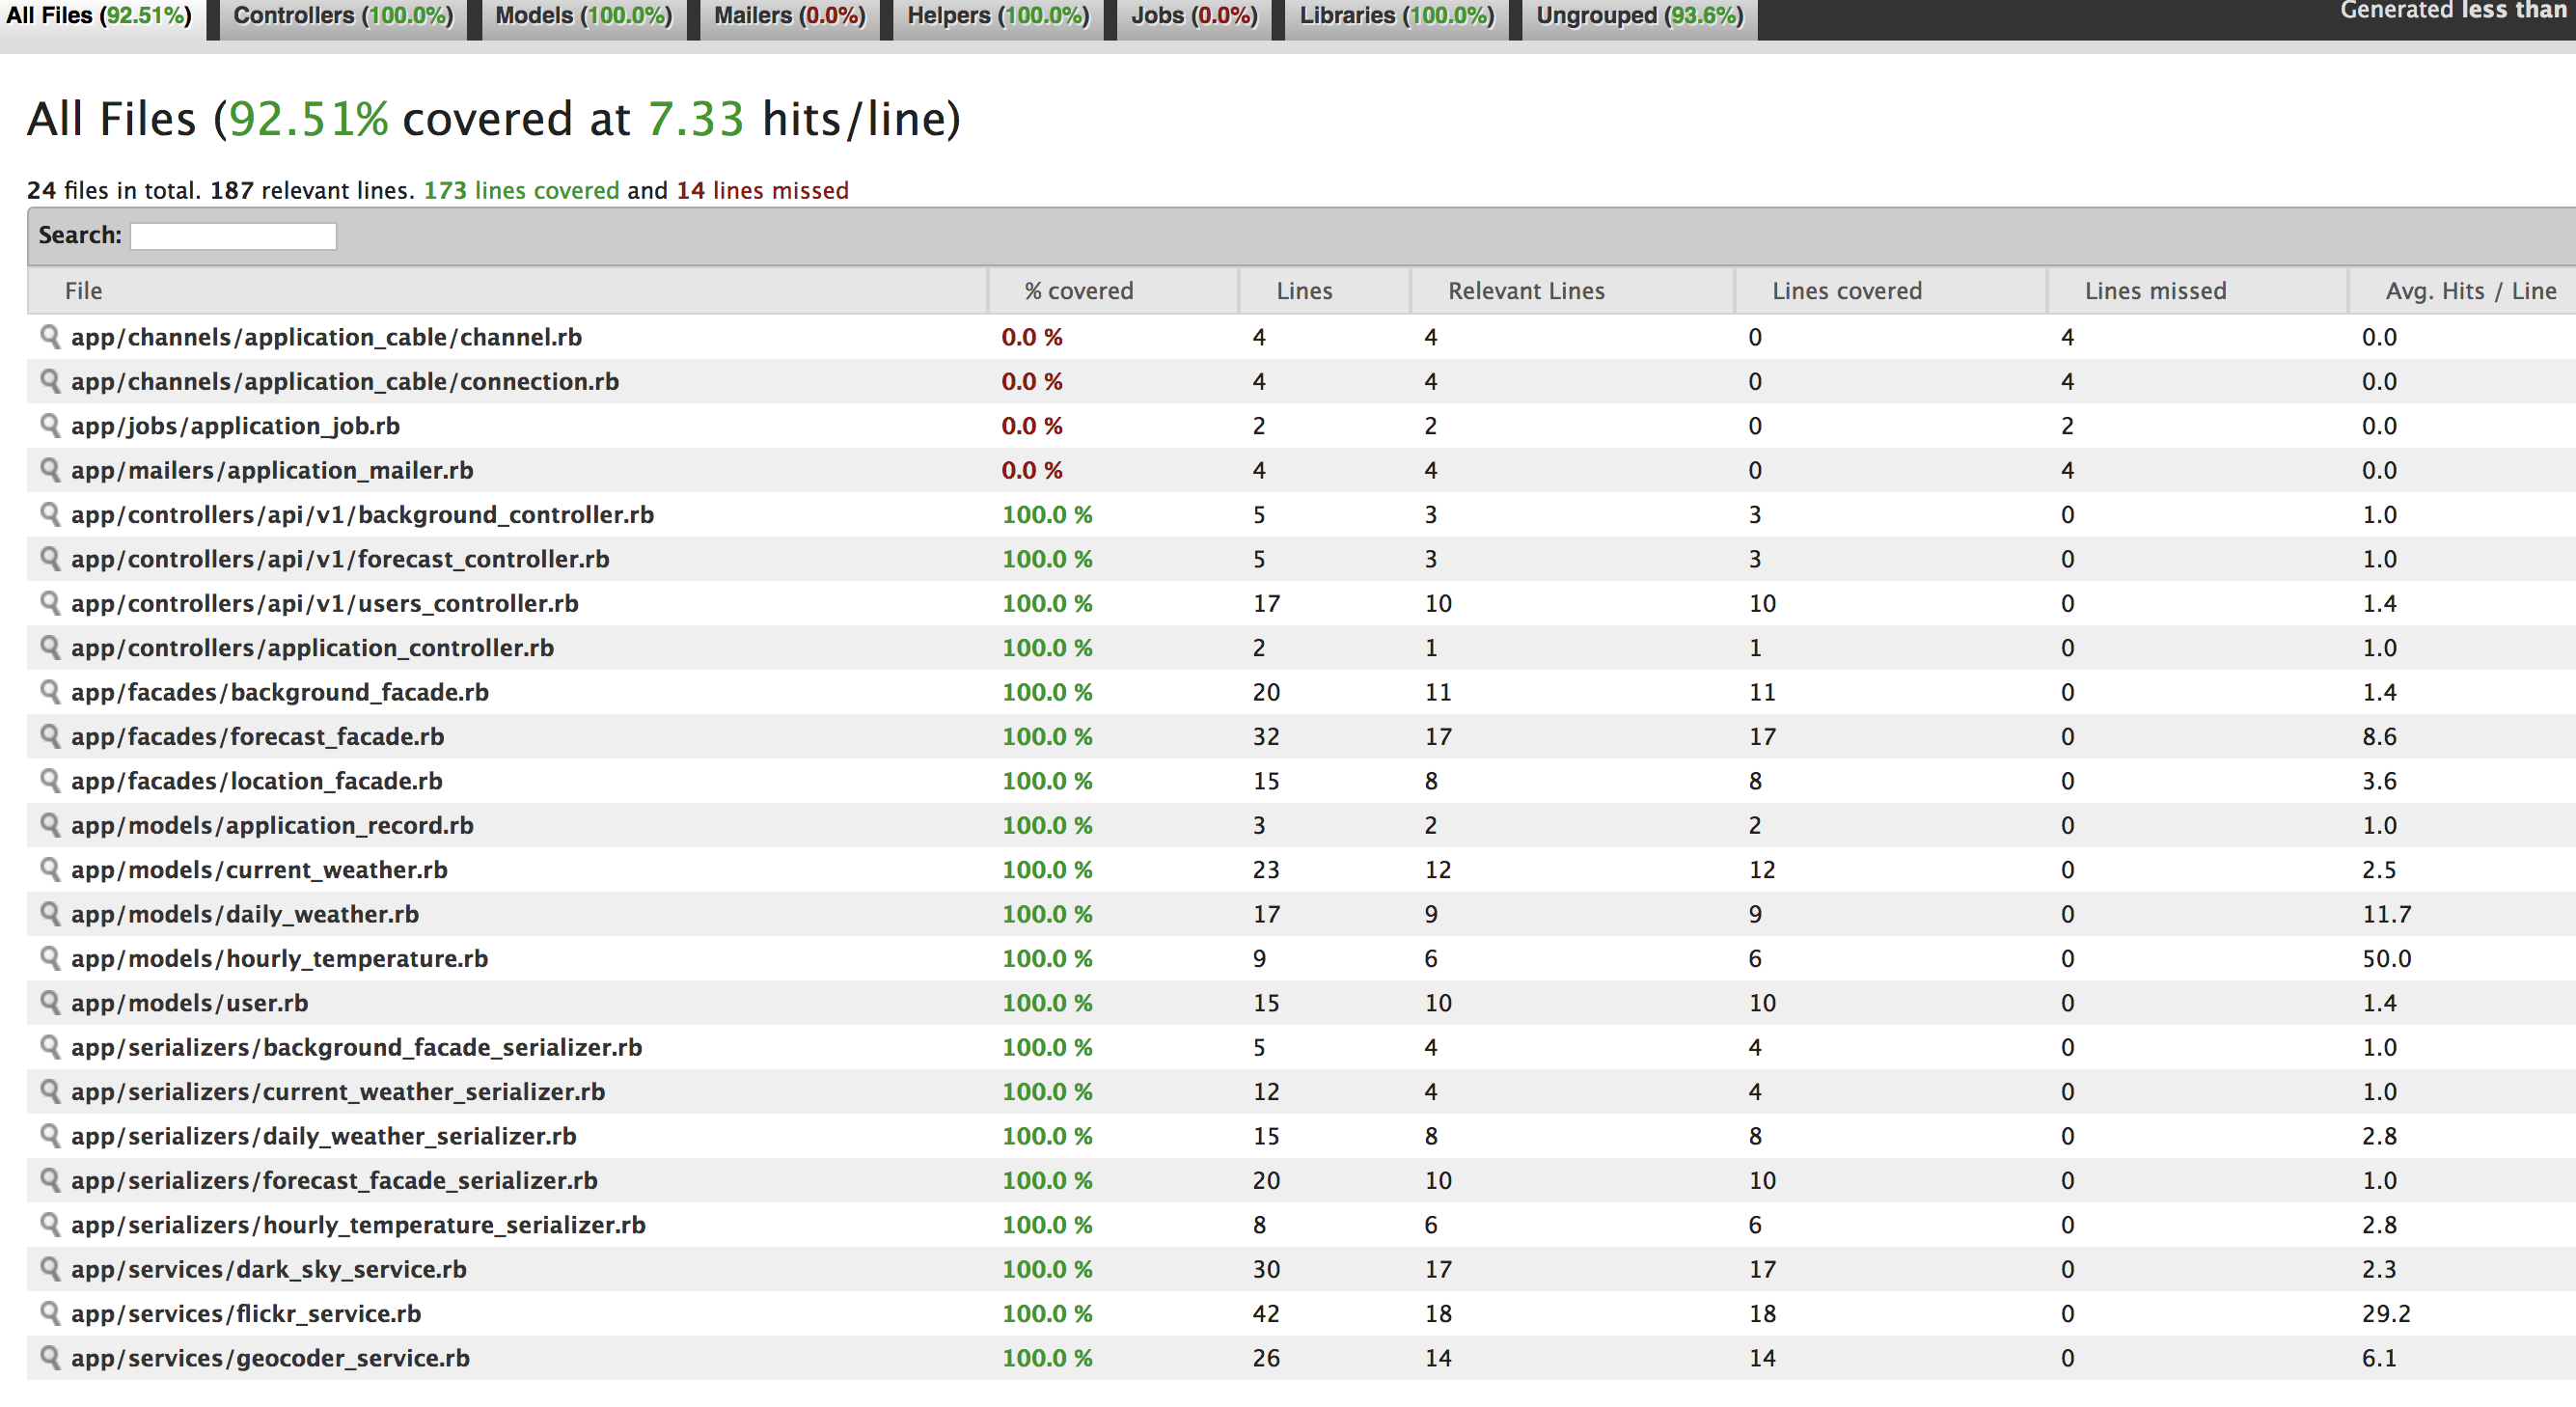 All Files (92.51%) Controllers (100.0%) Models (100.0%) Mailers (0.0%) Helpers (100.0%) Jobs (0.0%) Libraries (100.0%) Ungrouped (93.6%) Generated less than
All Files (92.51% covered at 7.33 hits/line)
24 files in total. 187 relevant lines. 173 lines covered and 14 lines missed
Search:
File % covered Lines Relevant Lines Lines covered Lines missed Avg. Hits / Line
app/channels/application_cable/channel.rb 0.0 % 4 4 0 4 0.0
app/channels/application_cable/connection.rb 0.0 % 4 4 0 4 0.0
app/jobs/application_job.rb 0.0 % 2 2 0 2 0.0
app/mailers/application_mailer.rb 0.0 % 4 4 0 4 0.0
app/controllers/api/v1/background_controller.rb 100.0 % 5 3 3 0 1.0
app/controllers/api/v1/forecast_controller.rb 100.0 % 5 3 3 0 1.0
app/controllers/api/v1/users_controller.rb 100.0 % 17 10 10 0 1.4
app/controllers/application_controller.rb 100.0 % 2 1 1 0 1.0
app/facades/background_facade.rb 100.0 % 20 11 11 0 1.4
app/facades/forecast_facade.rb 100.0 % 32 17 17 0 8.6
app/facades/location_facade.rb 100.0 % 15 8 8 0 3.6
app/models/application_record.rb 100.0 % 3 2 2 0 1.0
app/models/current_weather.rb 100.0 % 23 12 12 0 2.5
app/models/daily_weather.rb 100.0 % 17 9 9 0 11.7
app/models/hourly_temperature.rb 100.0 % 9 6 6 0 50.0
app/models/user.rb 100.0 % 15 10 10 0 1.4
app/serializers/background_facade_serializer.rb 100.0 % 5 4 4 0 1.0
app/serializers/current_weather_serializer.rb 100.0 % 12 4 4 0 1.0
app/serializers/daily_weather_serializer.rb 100.0 % 15 8 8 0 2.8
app/serializers/forecast_facade_serializer.rb 100.0 % 20 10 10 0 1.0
app/serializers/hourly_temperature_serializer.rb 100.0 % 8 6 6 0 2.8
app/services/dark_sky_service.rb 100.0 % 30 17 17 0 2.3
app/services/flickr_service.rb 100.0 % 42 18 18 0 29.2
app/services/geocoder_service.rb 100.0 % 26 14 14 0 6.1